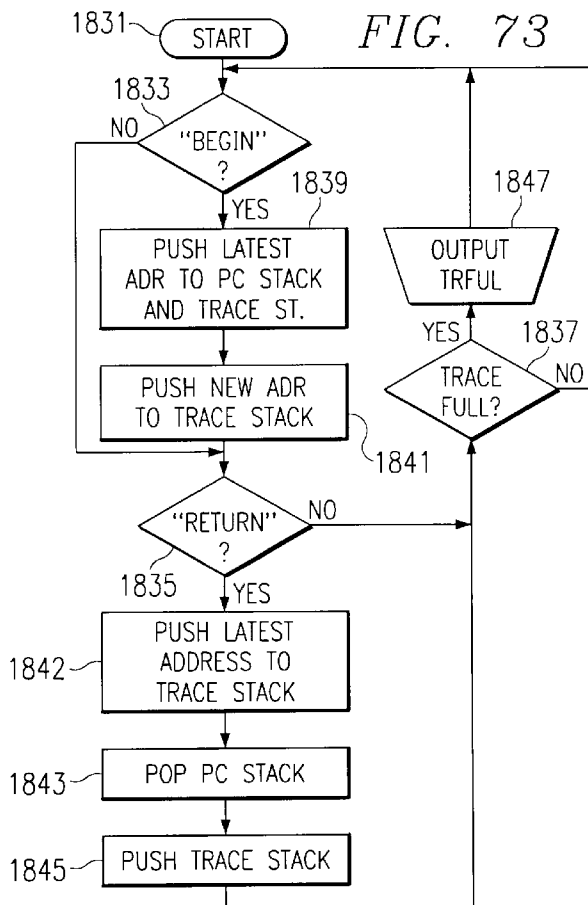 1831
START
FIG. 73
1833
NO
"BEGIN"
?
YES
1839
PUSH LATEST
ADR TO PC STACK
AND TRACE ST.
PUSH NEW ADR
TO TRACE STACK
1841
"RETURN"
?
NO
1835
YES
1842
PUSH LATEST
ADDRESS TO
TRACE STACK
1843
POP PC STACK
1845
PUSH TRACE STACK
1847
OUTPUT
TRFUL
YES
1837
TRACE
FULL?
NO